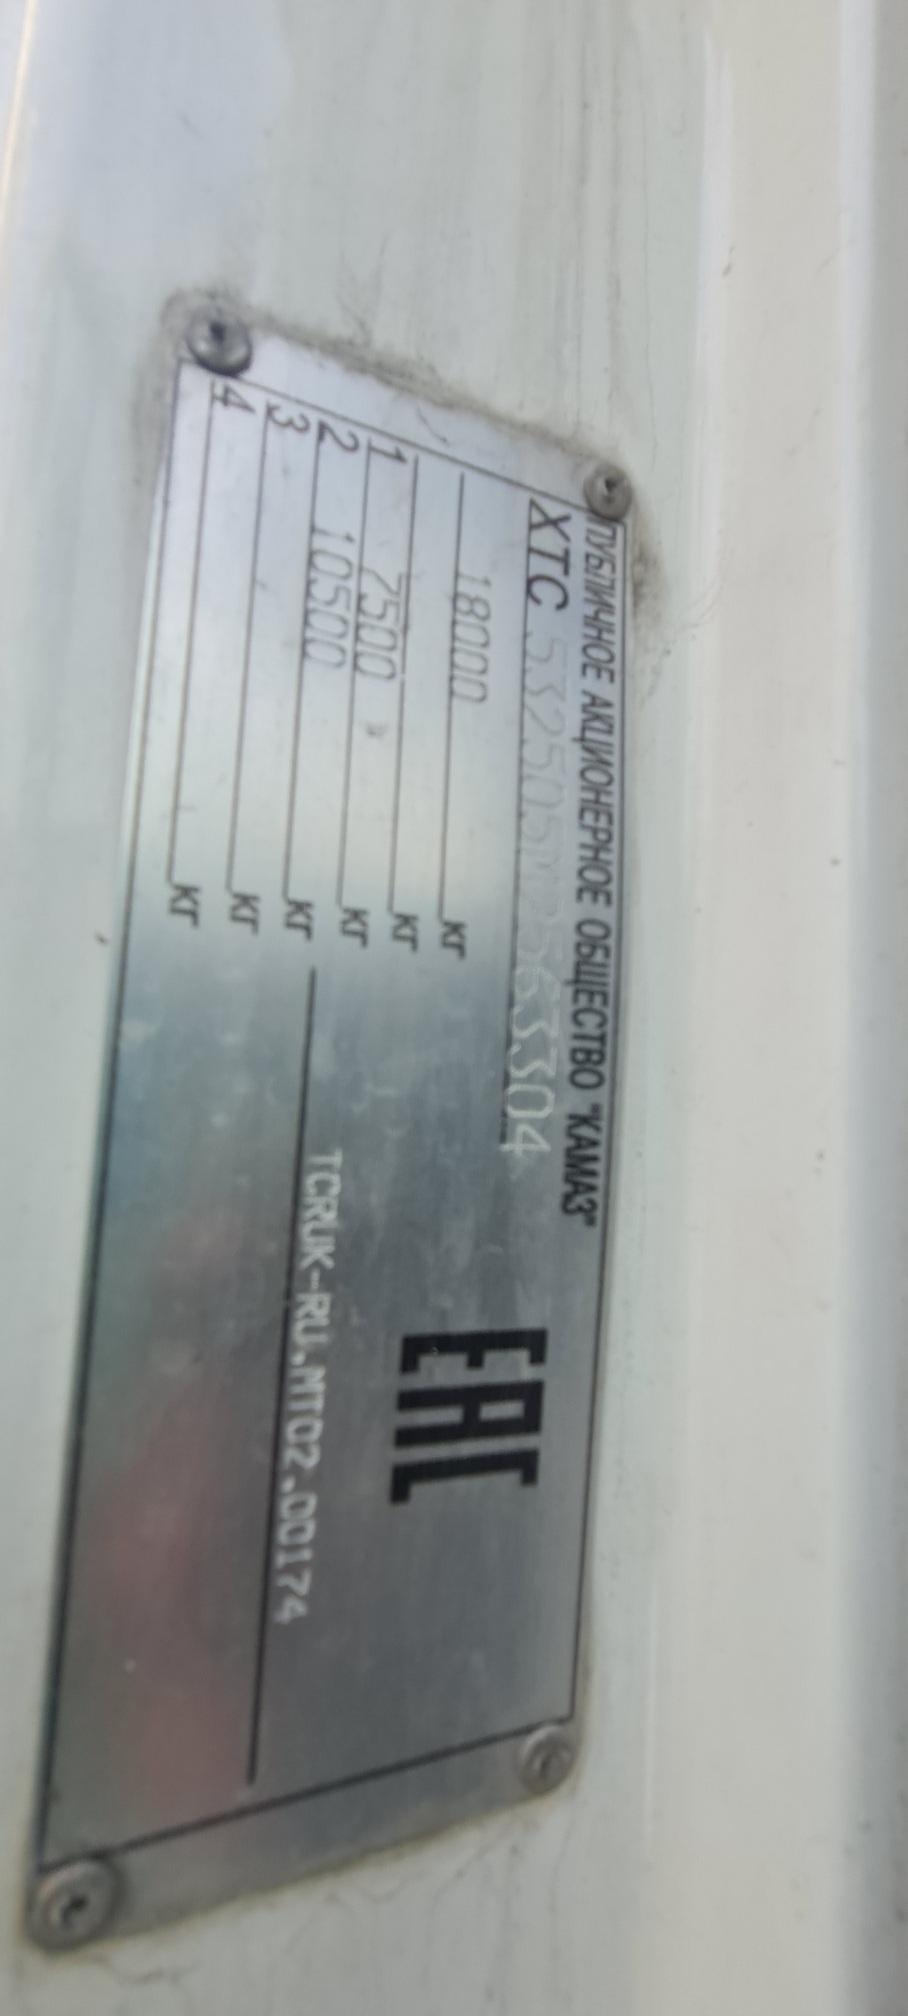 ПУБЛИЧНОЕ АКЦИОНЕРНОЕ ОБЩЕСТВО "КАМАЗ"
XTC
EAC
18000 кг
1 7500 кг
2 10500 кг
3 кг
4 кг
TCRUK-RU.MT02.00174